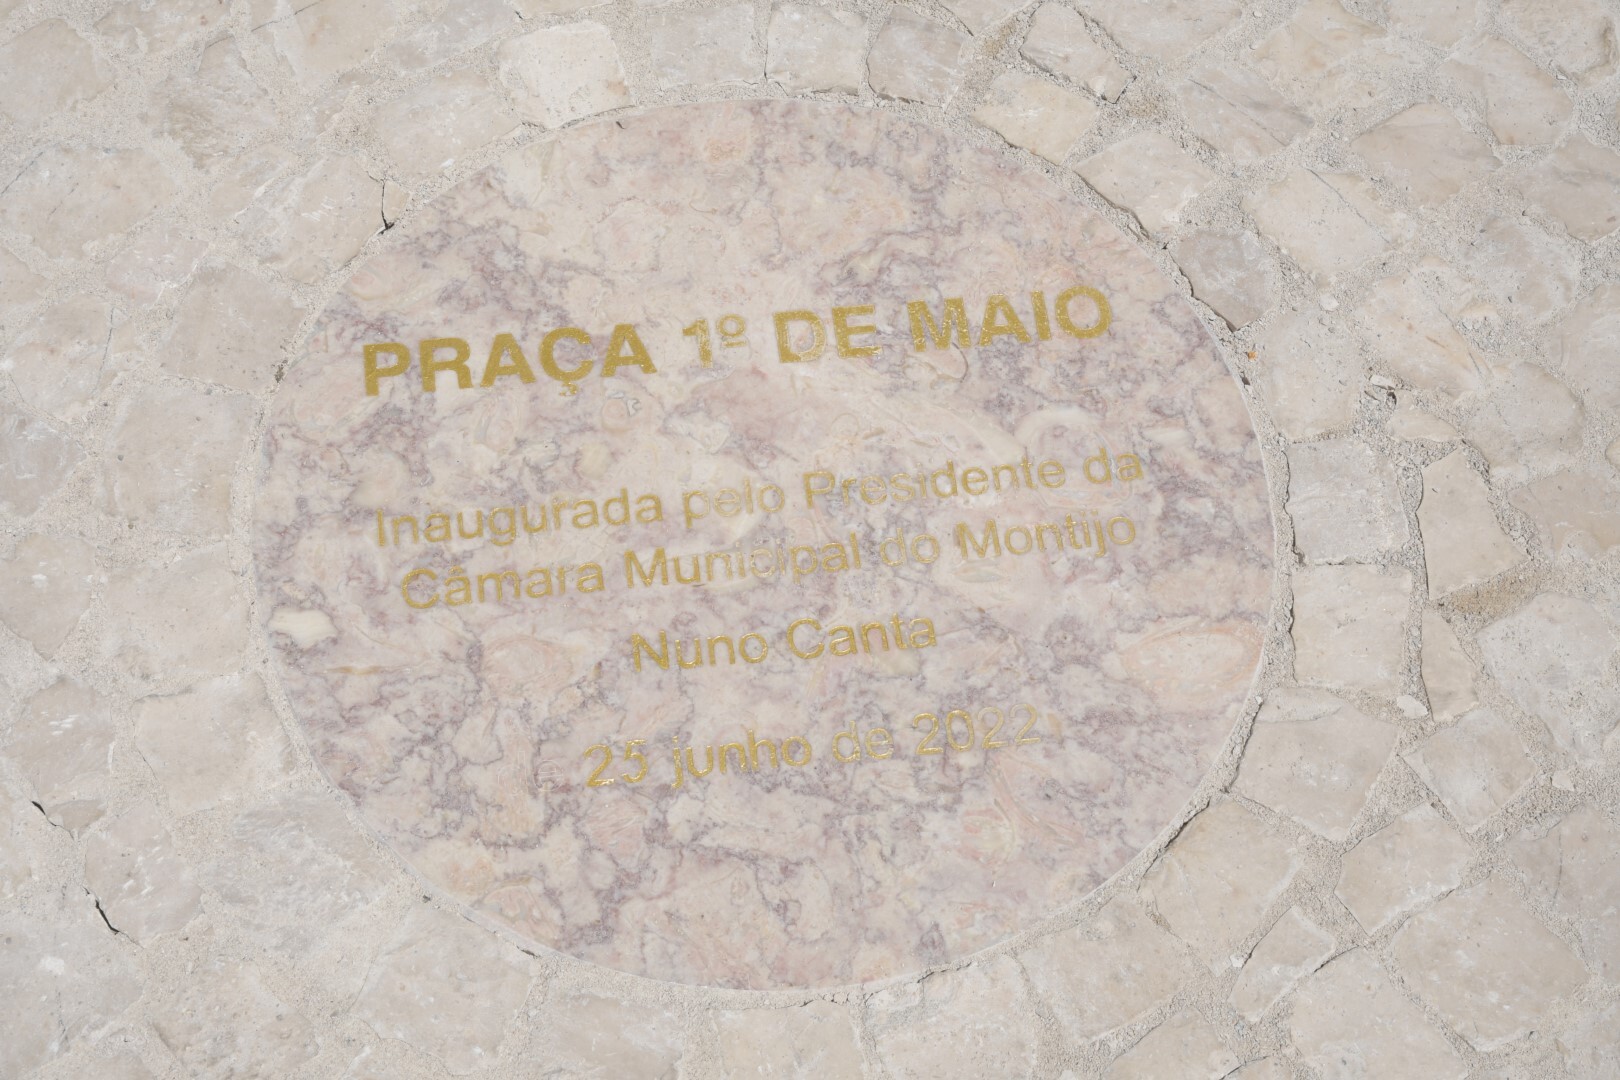 PRAÇA 1º DE MAIO
Inaugurada pelo Presidente da
Câmara Municipal do Montijo
Nuno Canta
25 junho de 2022